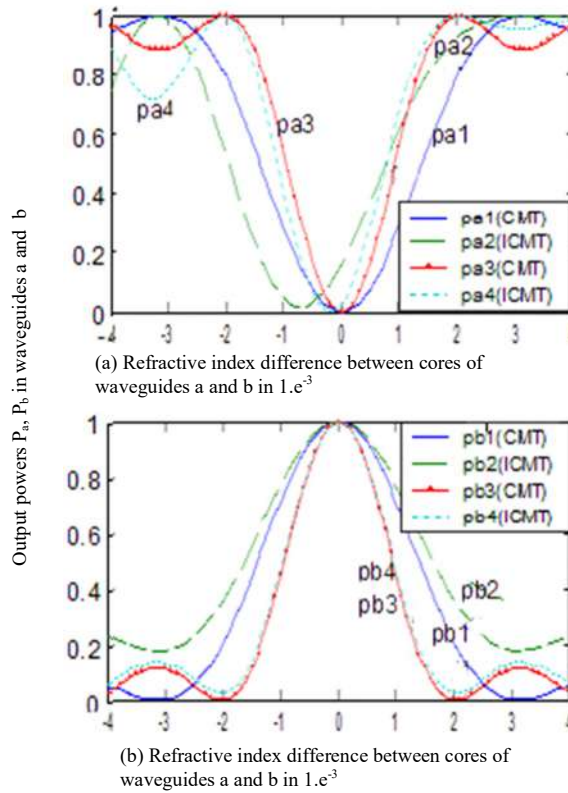 Output powers Pa, Pb in waveguides a and b
1
0.8
0.6
0.4
0.2
0
pa4
pa3
pa2
pa1
pa1(CMT)
pa2(ICMT)
pa3(CMT)
pa4(ICMT)
-4 -3 -2 -1 0 1 2 3 4
(a) Refractive index difference between cores of
waveguides a and b in 1.e-3
1
0.8
0.6
0.4
0.2
0
pb1(CMT)
pb2(ICMT)
pb3(CMT)
pb4(ICMT)
pb4
pb3
pb2
pb1
-4 -3 -2 -1 0 1 2 3 4
(b) Refractive index difference between cores of
waveguides a and b in 1.e-3